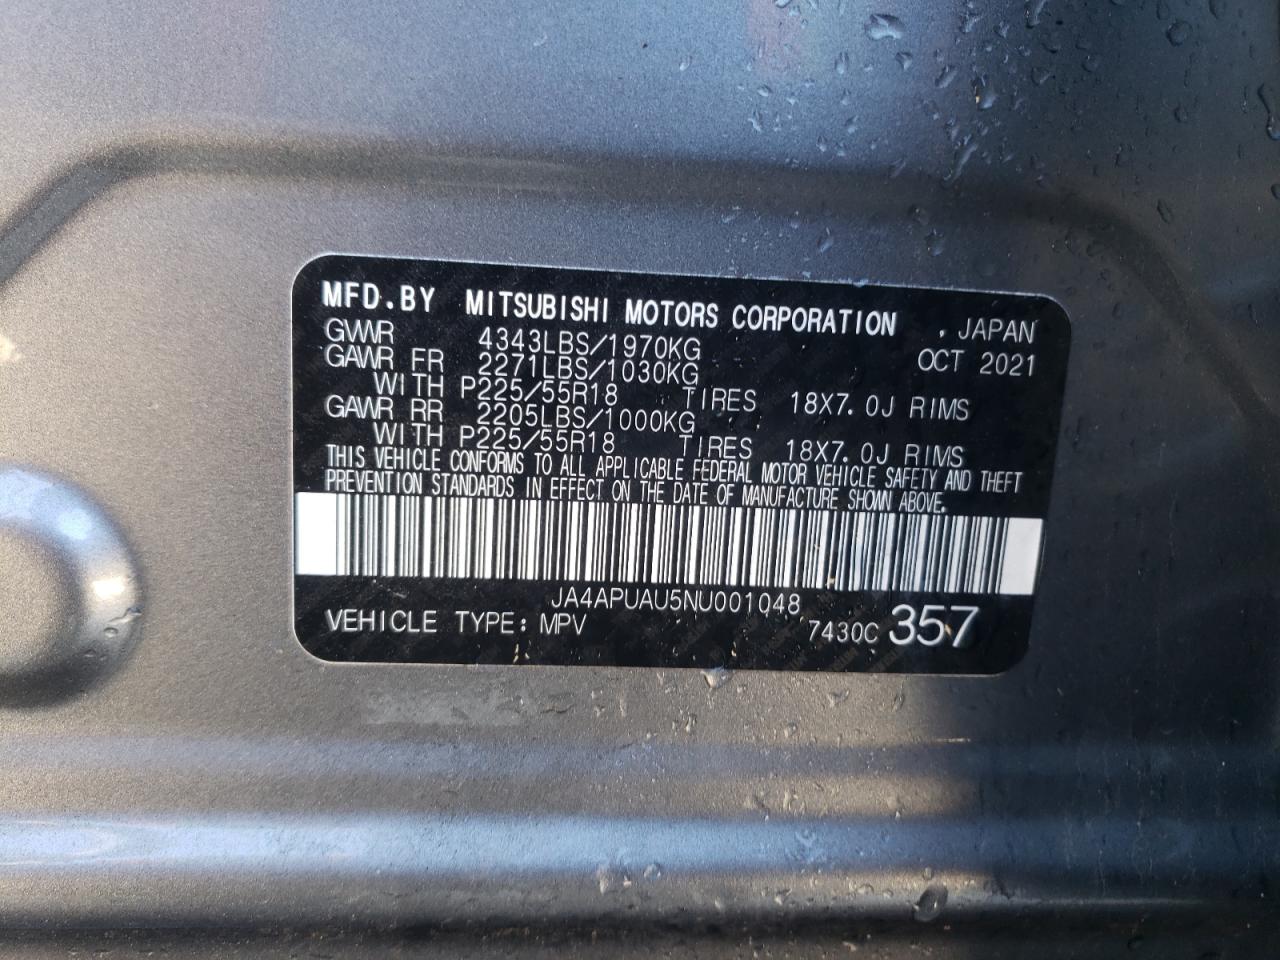 MFD.BY MITSUBISHI MOTORS CORPORATION , JAPAN
GVWR 4343LBS/1970KG OCT 2021
GAWR FR 2271LBS/1030KG
WITH P225/55R18 TIRES 18X7.0J RIMS
GAWR RR 2205LBS/1000KG
WITH P225/55R18 TIRES 18X7.0J RIMS
THIS VEHICLE CONFORMS TO ALL APPLICABLE FEDERAL MOTOR VEHICLE SAFETY AND THEFT
PREVENTION STANDARDS IN EFFECT ON THE DATE OF MANUFACTURE SHOWN ABOVE.
JA4APUAU5NU001048
VEHICLE TYPE: MPV 7430C 357